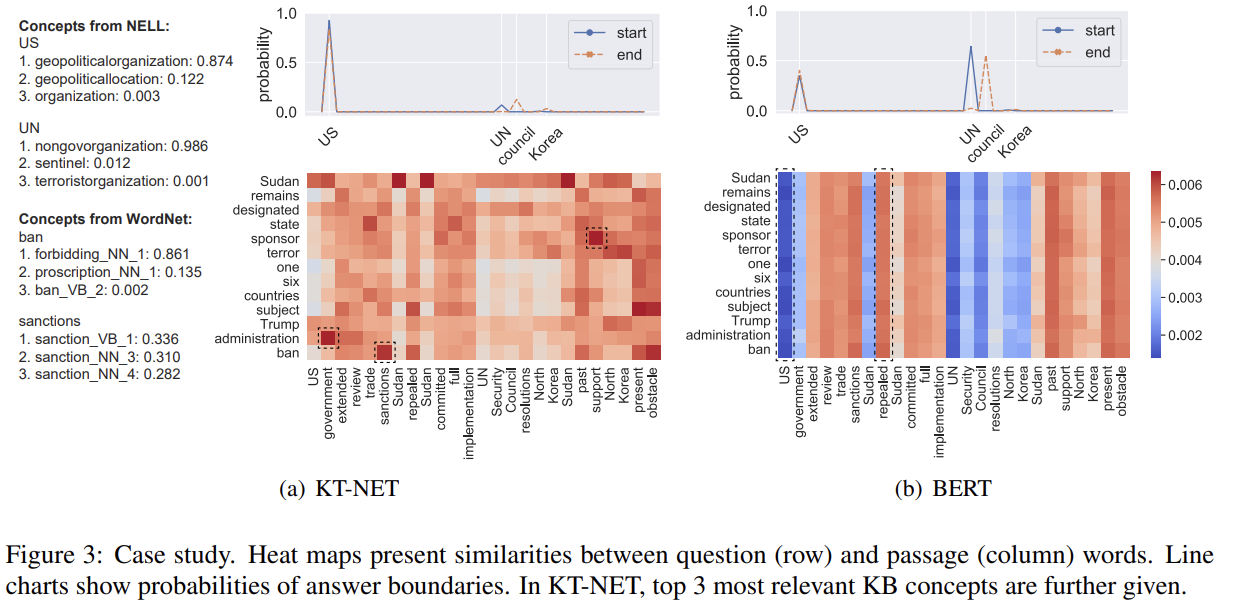 Concepts from NELL:
US
1. geopoliticalorganization: 0.874
2. geopoliticallocation: 0.122
3. organization: 0.003
UN
1. nongovorganization: 0.986
2. sentinel: 0.012
3. terroristorganization: 0.001
Concepts from WordNet:
ban
1. forbidding_NN_1: 0.861
2. proscription_NN_1: 0.135
3. ban_VB_2: 0.002
sanctions
1. sanction_VB_1: 0.336
2. sanction_NN_3: 0.310
3. sanction_NN_4: 0.282
probability
1.0
0.5
0.0
start
end
US
UN
council
Korea
Sudan
remains
designated
state
sponsor
terror
one
six
countries
subject
Trump
administration
ban
US
government
extended
review
trade
sanctions
Sudan
repealed
Sudan
committed
full
implementation
UN
Security
Council
resolutions
North
Korea
Sudan
past
support
North
Korea
present
obstacle
(a) KT-NET
probability
1.0
0.5
0.0
start
end
US
UN
council
Korea
Sudan
remains
designated
state
sponsor
terror
one
six
countries
subject
Trump
administration
ban
US
government
extended
review
trade
sanctions
Sudan
repealed
Sudan
committed
full
implementation
UN
Security
Council
resolutions
North
Korea
Sudan
past
support
North
Korea
present
obstacle
0.006
0.005
0.004
0.003
0.002
(b) BERT
Figure 3: Case study. Heat maps present similarities between question (row) and passage (column) words. Line
charts show probabilities of answer boundaries. In KT-NET, top 3 most relevant KB concepts are further given.